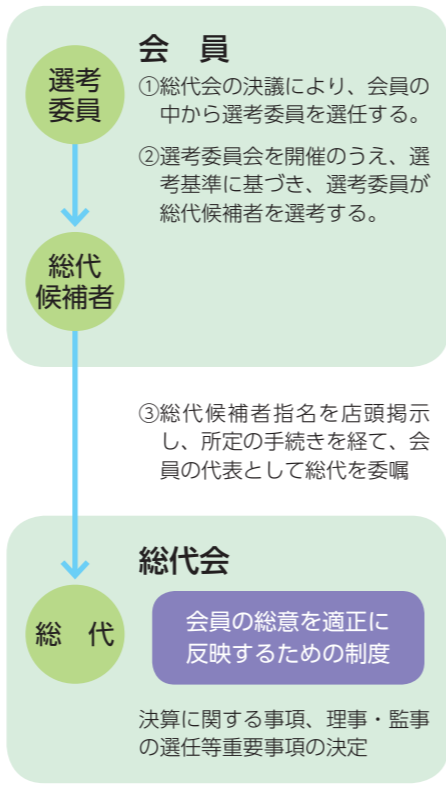 会 員
選考
委員
①総代会の決議により、会員の
中から選考委員を選任する。
②選考委員会を開催のうえ、選
考基準に基づき、選考委員が
総代候補者を選考する。
総代
候補者
③総代候補者指名を店頭掲示
し、所定の手続きを経て、会
員の代表として総代を委嘱
総代会
総 代
会員の総意を適正に
反映するための制度
決算に関する事項、理事・監事
の選任等重要事項の決定